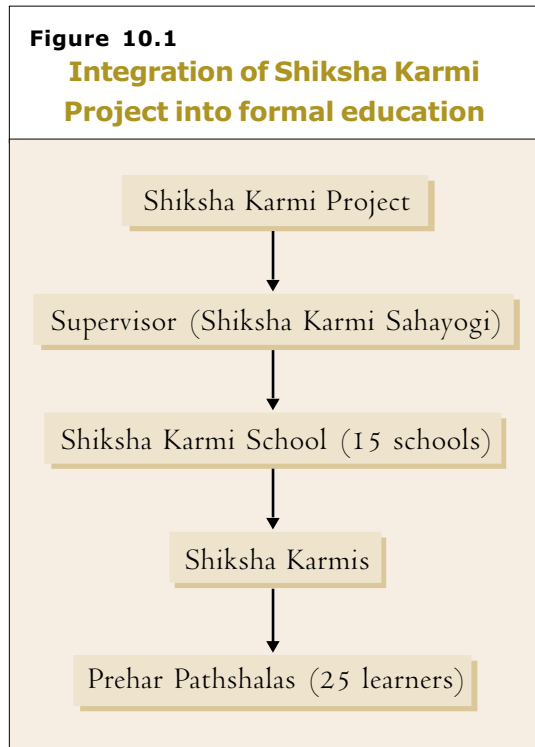 Figure 10.1
Integration of Shiksha Karmi
Project into formal education
Shiksha Karmi Project
Supervisor (Shiksha Karmi Sahayogi)
Shiksha Karmi School (15 schools)
Shiksha Karmis
Prehar Pathshalas (25 learners)